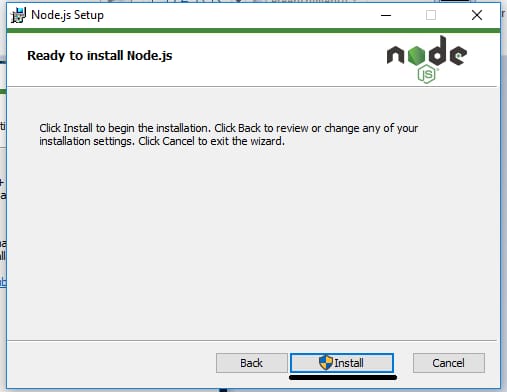 Node.js Setup
Ready to install Node.js
node
JS
Click Install to begin the installation. Click Back to review or change any of your
installation settings. Click Cancel to exit the wizard.
Back
Install
Cancel